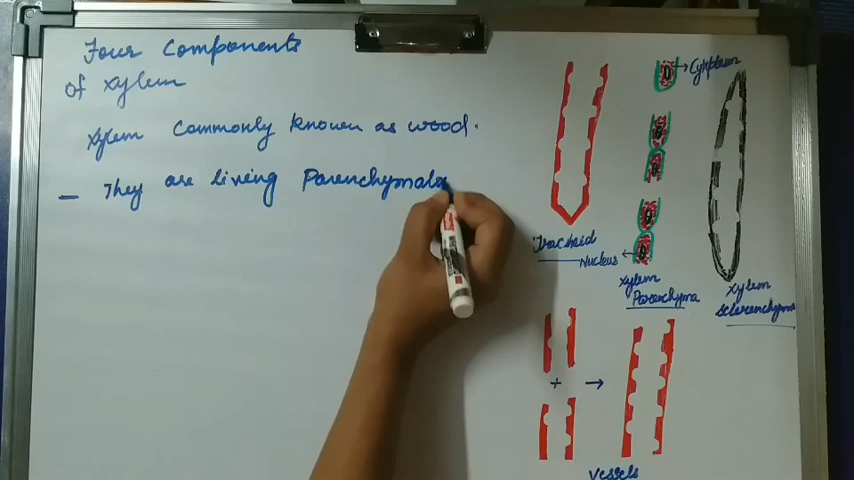 Four Components
of Xylem
Xylem Commonly known as wood.
– They are living Parenchymato
Cytoplasm
Tracheid
Nucleus
Xylem
Parenchyma
Xylem
Sclerenchyma
+
Vessels